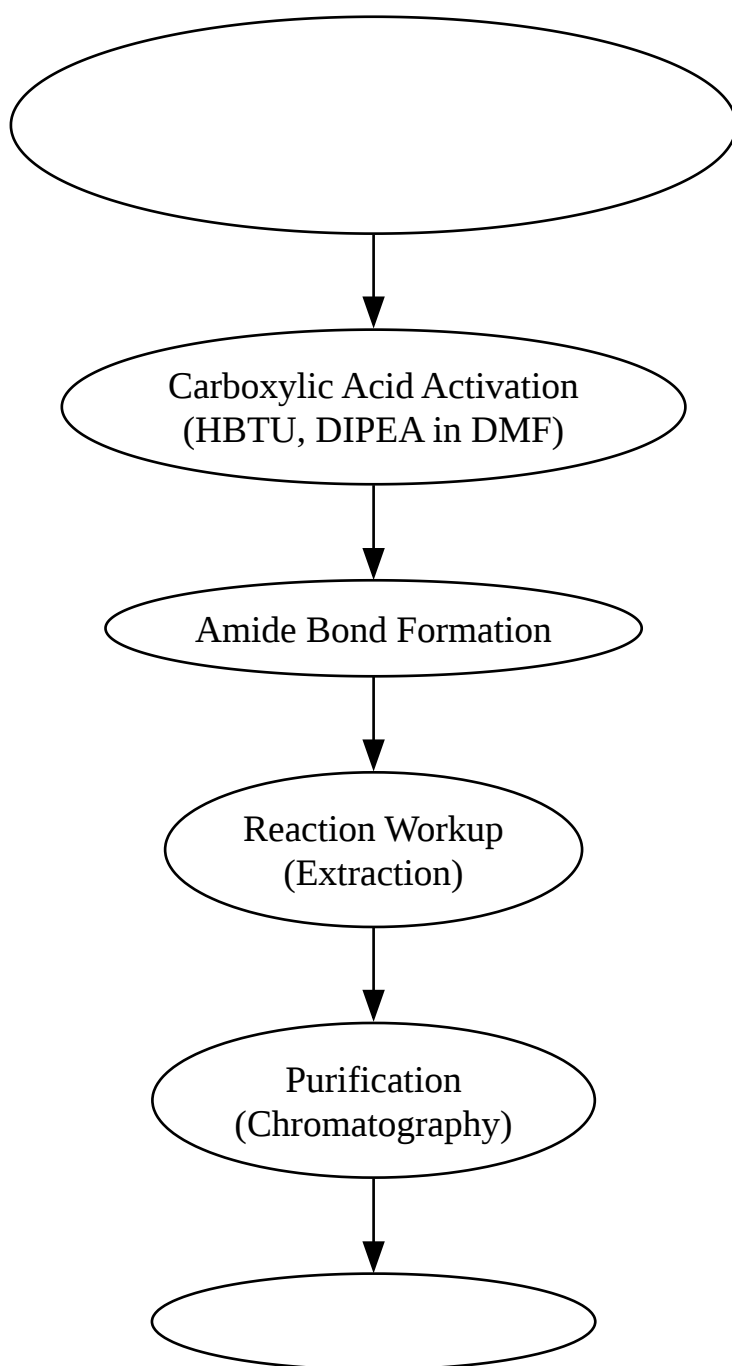 Carboxylic Acid Activation
(HBTU, DIPEA in DMF)
Amide Bond Formation
Reaction Workup
(Extraction)
Purification
(Chromatography)